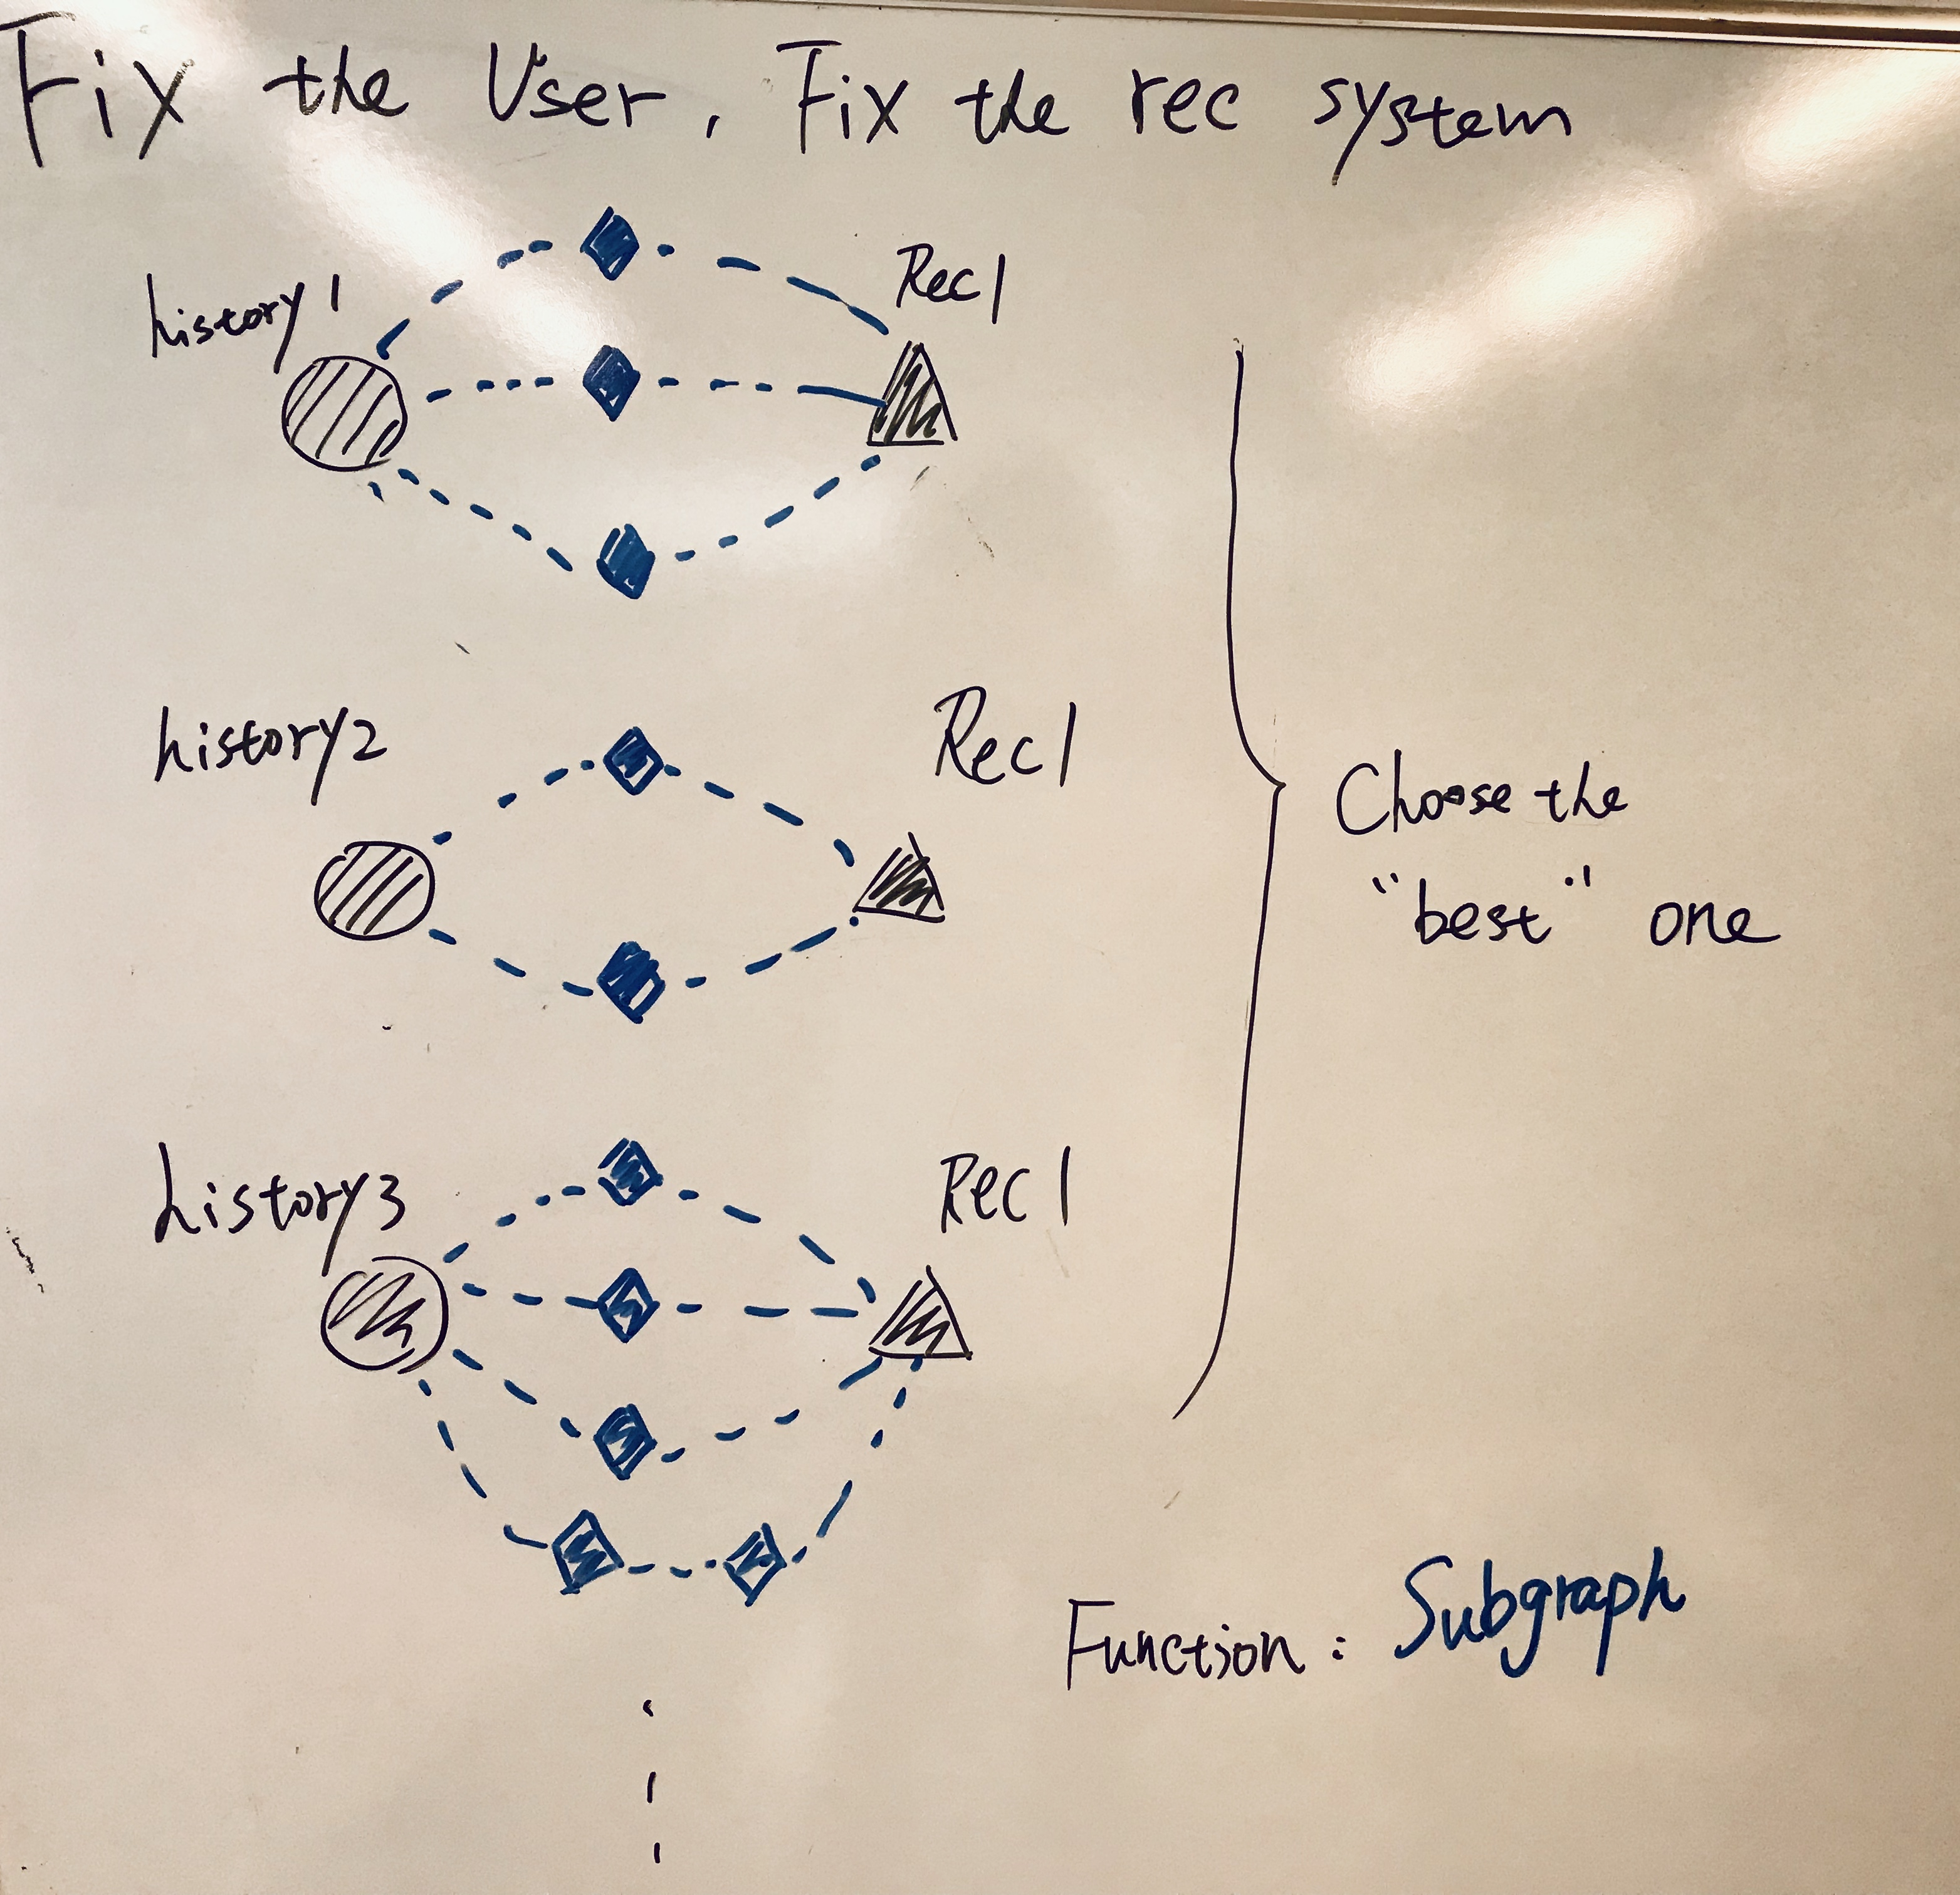 Fix the User, Fix the rec system
history1
Rec1
history2
Rec1
Choose the
"best" one
history3
Rec1
Function: Subgraph